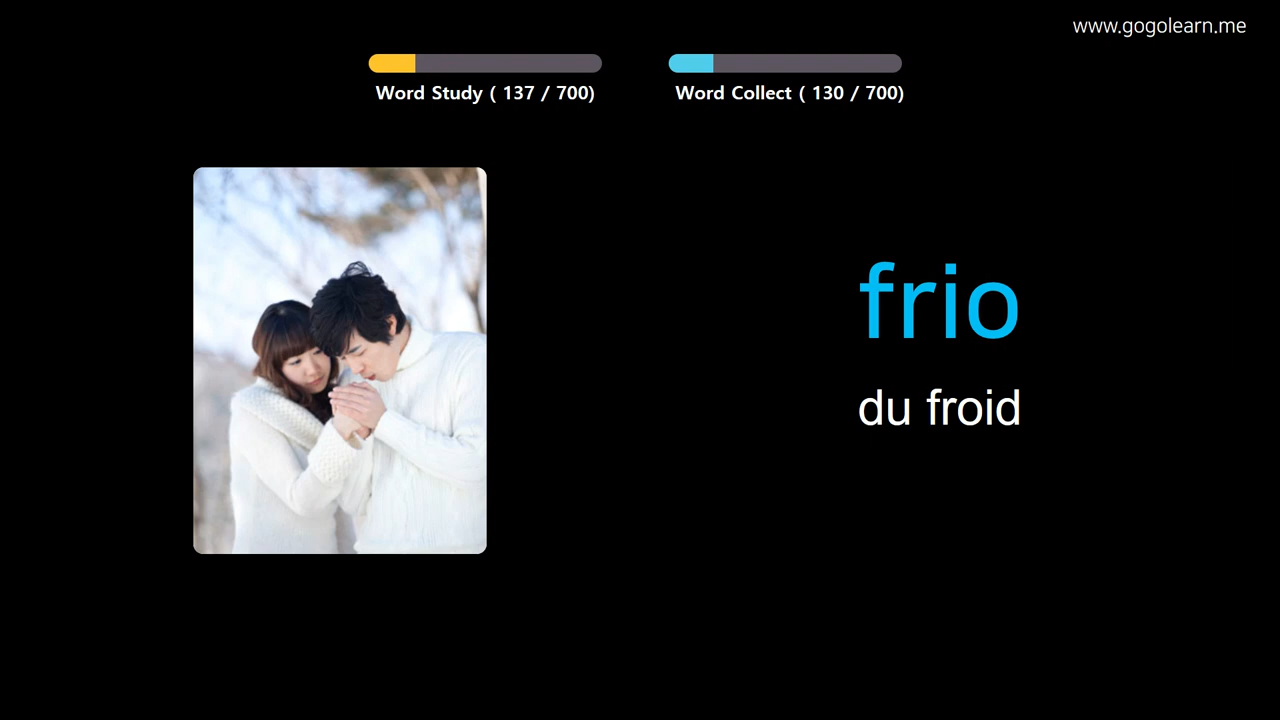 www.gogolearn.me
Word Study ( 137 / 700)
Word Collect ( 130 / 700)
frio
du froid